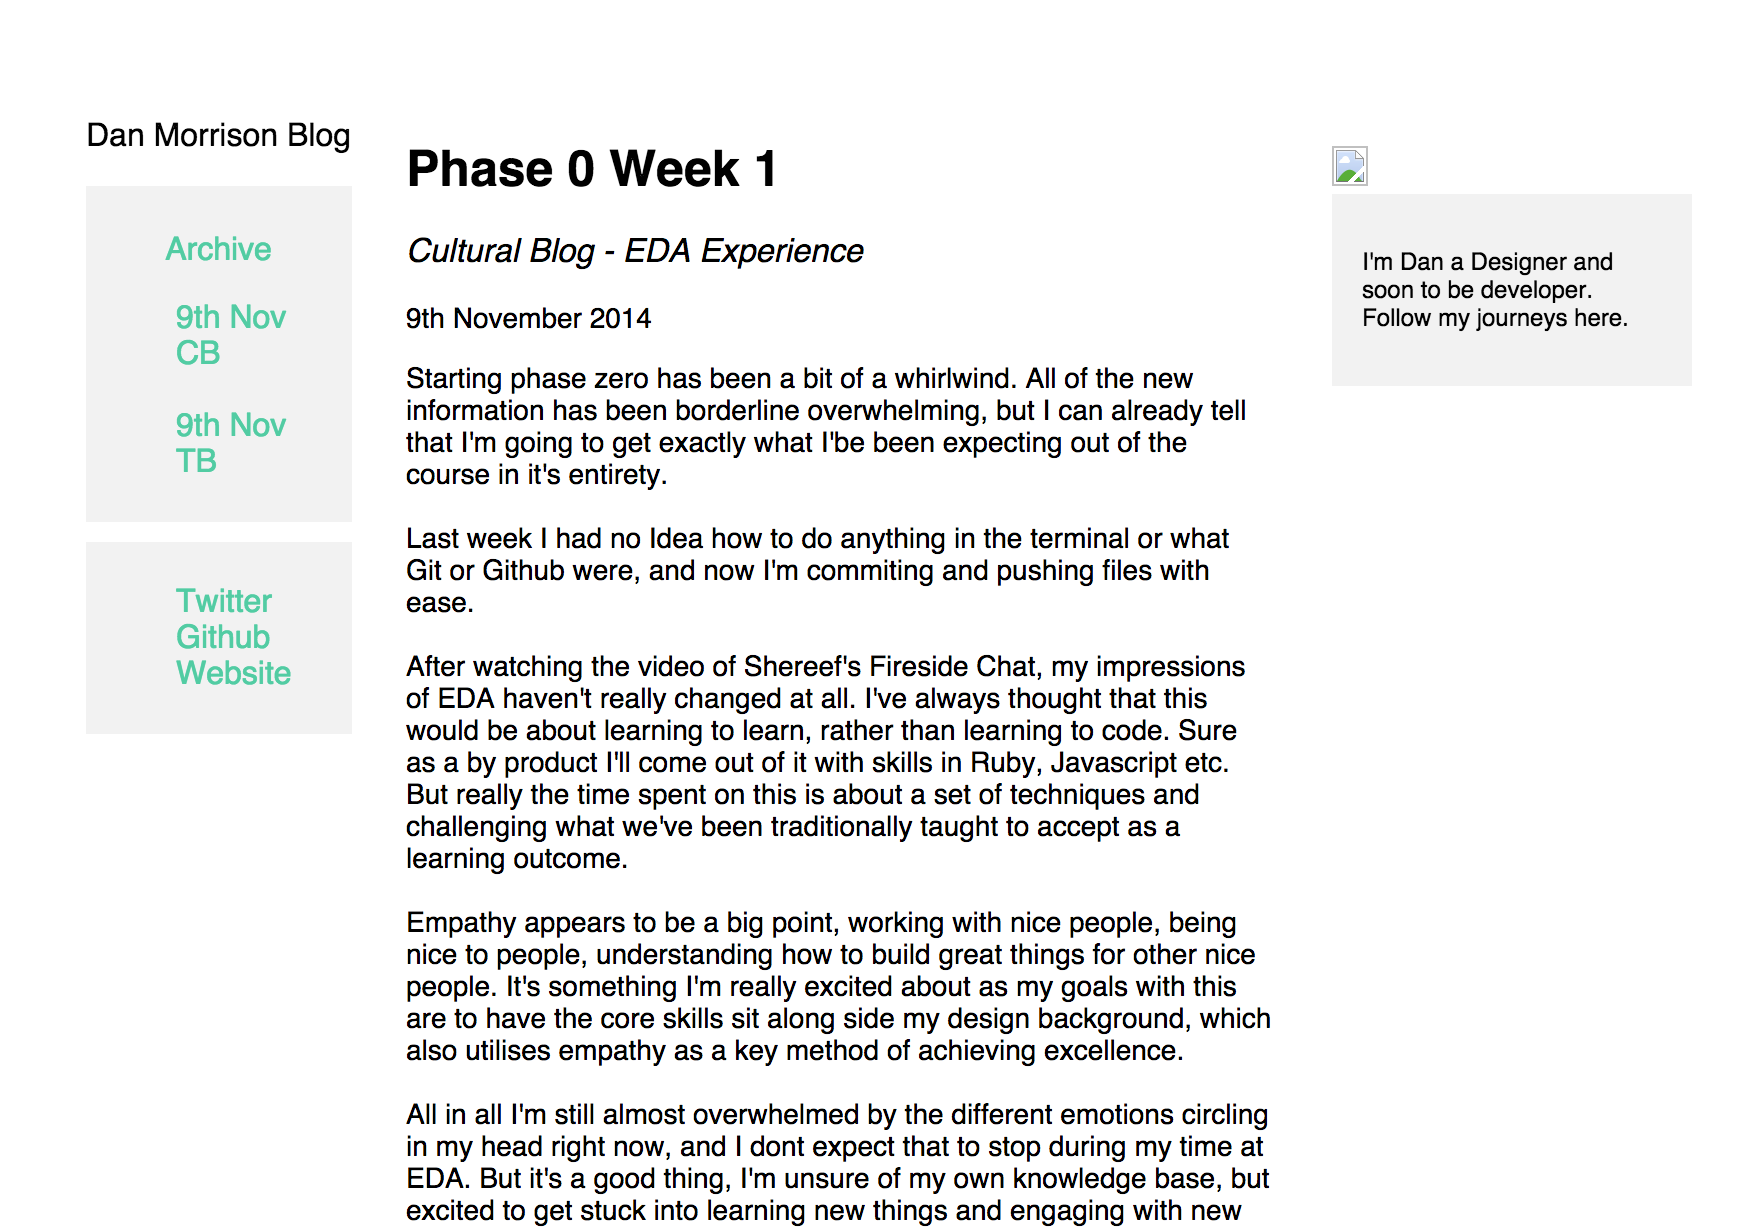 Dan Morrison Blog
Archive
9th Nov
CB
9th Nov
TB
Twitter
Github
Website
Phase 0 Week 1
Cultural Blog - EDA Experience
9th November 2014
Starting phase zero has been a bit of a whirlwind. All of the new
information has been borderline overwhelming, but I can already tell
that I'm going to get exactly what I'be been expecting out of the
course in it's entirety.
Last week I had no Idea how to do anything in the terminal or what
Git or Github were, and now I'm commiting and pushing files with
ease.
After watching the video of Shereef's Fireside Chat, my impressions
of EDA haven't really changed at all. I've always thought that this
would be about learning to learn, rather than learning to code. Sure
as a by product I'll come out of it with skills in Ruby, Javascript etc.
But really the time spent on this is about a set of techniques and
challenging what we've been traditionally taught to accept as a
learning outcome.
Empathy appears to be a big point, working with nice people, being
nice to people, understanding how to build great things for other nice
people. It's something I'm really excited about as my goals with this
are to have the core skills sit along side my design background, which
also utilises empathy as a key method of achieving excellence.
All in all I'm still almost overwhelmed by the different emotions circling
in my head right now, and I dont expect that to stop during my time at
EDA. But it's a good thing, I'm unsure of my own knowledge base, but
excited to get stuck into learning new things and engaging with new
I'm Dan a Designer and
soon to be developer.
Follow my journeys here.